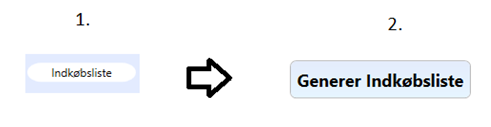 1.
2.
Indkøbsliste
Generer Indkøbsliste